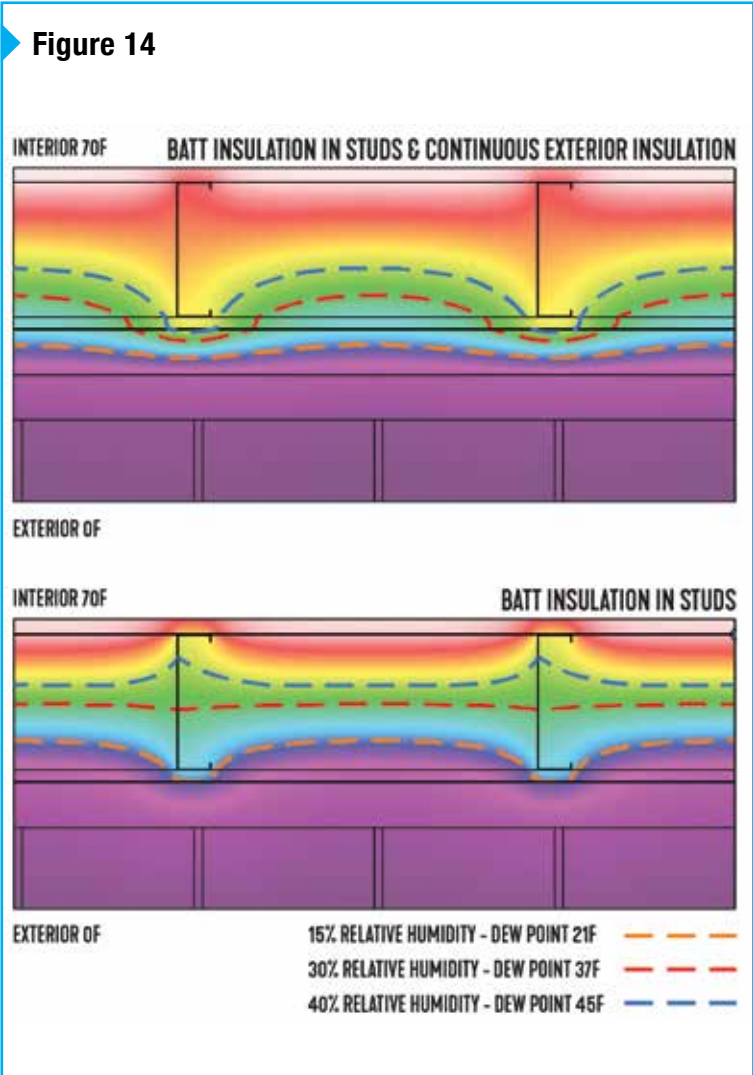 Figure 14
INTERIOR 70F BATT INSULATION IN STUDS & CONTINUOUS EXTERIOR INSULATION
EXTERIOR 0F
INTERIOR 70F BATT INSULATION IN STUDS
EXTERIOR 0F
15% RELATIVE HUMIDITY - DEW POINT 21F
30% RELATIVE HUMIDITY - DEW POINT 37F
40% RELATIVE HUMIDITY - DEW POINT 45F